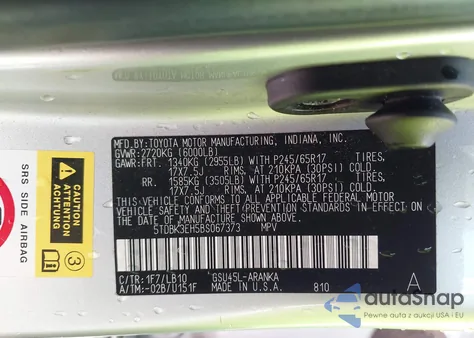 MFD.BY:TOYOTA MOTOR MANUFACTURING, INDIANA, INC.
GVWR:2720KG (6000LB)
GAWR:FRT. 1340KG (2955LB) WITH P245/65R17 TIRES,
17X7.5J RIMS, AT 210KPA (30PSI) COLD
RR. 1585KG (3505LB) WITH P245/65R17 TIRES,
17X7.5J RIMS, AT 210KPA (30PSI) COLD.
THIS VEHICLE CONFORMS TO ALL APPLICABLE FEDERAL MOTOR
VEHICLE SAFETY AND THEFT PREVENTION STANDARDS IN EFFECT ON
THE DATE OF MANUFACTURE SHOWN ABOVE.
5TDBK3EH5BS067373 MPV
C/TR:1F7/LB10 GSU45L-ARANKA
A/TM:-02B/U151F MADE IN U.S.A. 810
A
SRS SIDE AIRBAG
ATTENTION
ACHTUNG
3
autoSnap
Pewne auta z aukcji USA i EU